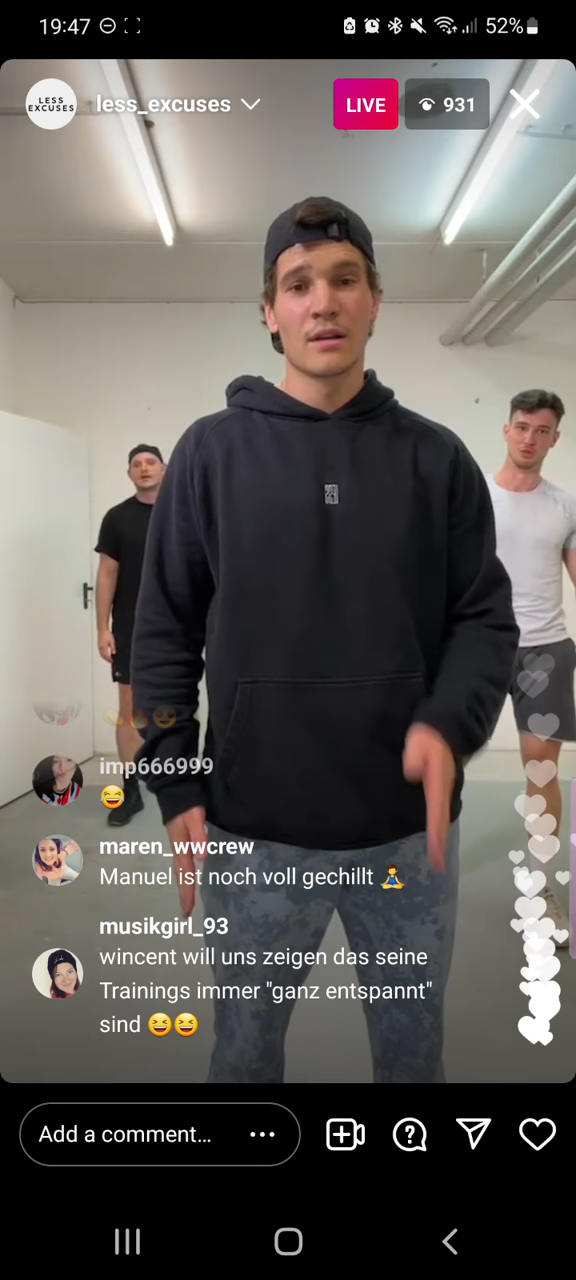 19:47
52%
LESS
EXCUSES
less_excuses
LIVE
931
imp666999
😂
maren_wwcrew
Manuel ist noch voll gechillt 🧘‍♂️
musikgirl_93
wincent will uns zeigen das seine
Trainings immer "ganz entspannt"
sind 😆😆
Add a comment...